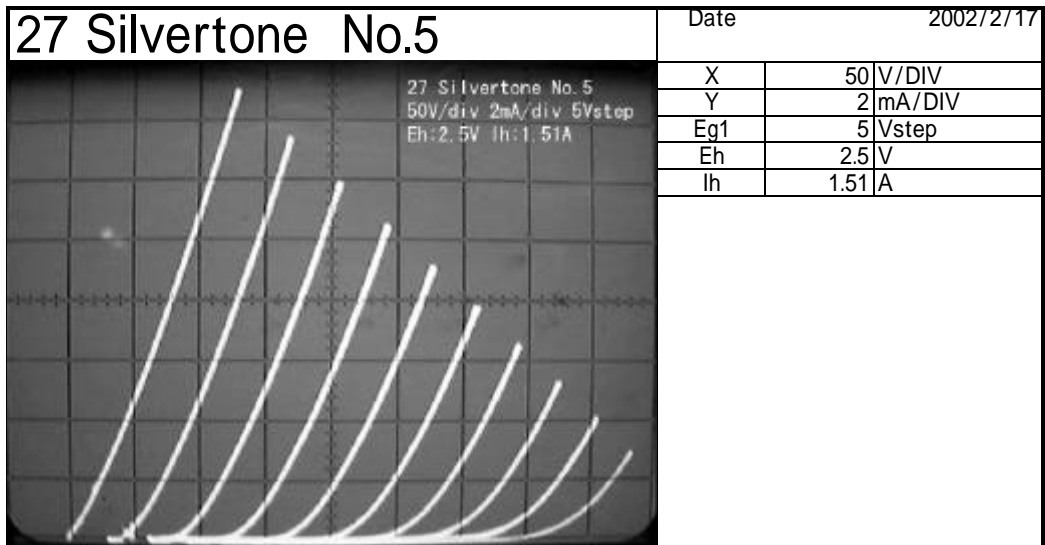 27 Silvertone No.5
Date 2002/2/17
27 Silvertone No.5
50V/div 2mA/div 5Vstep
Eh:2.5V Ih:1.51A
X 50 V/DIV
Y 2 mA/DIV
Eg1 5 Vstep
Eh 2.5 V
Ih 1.51 A